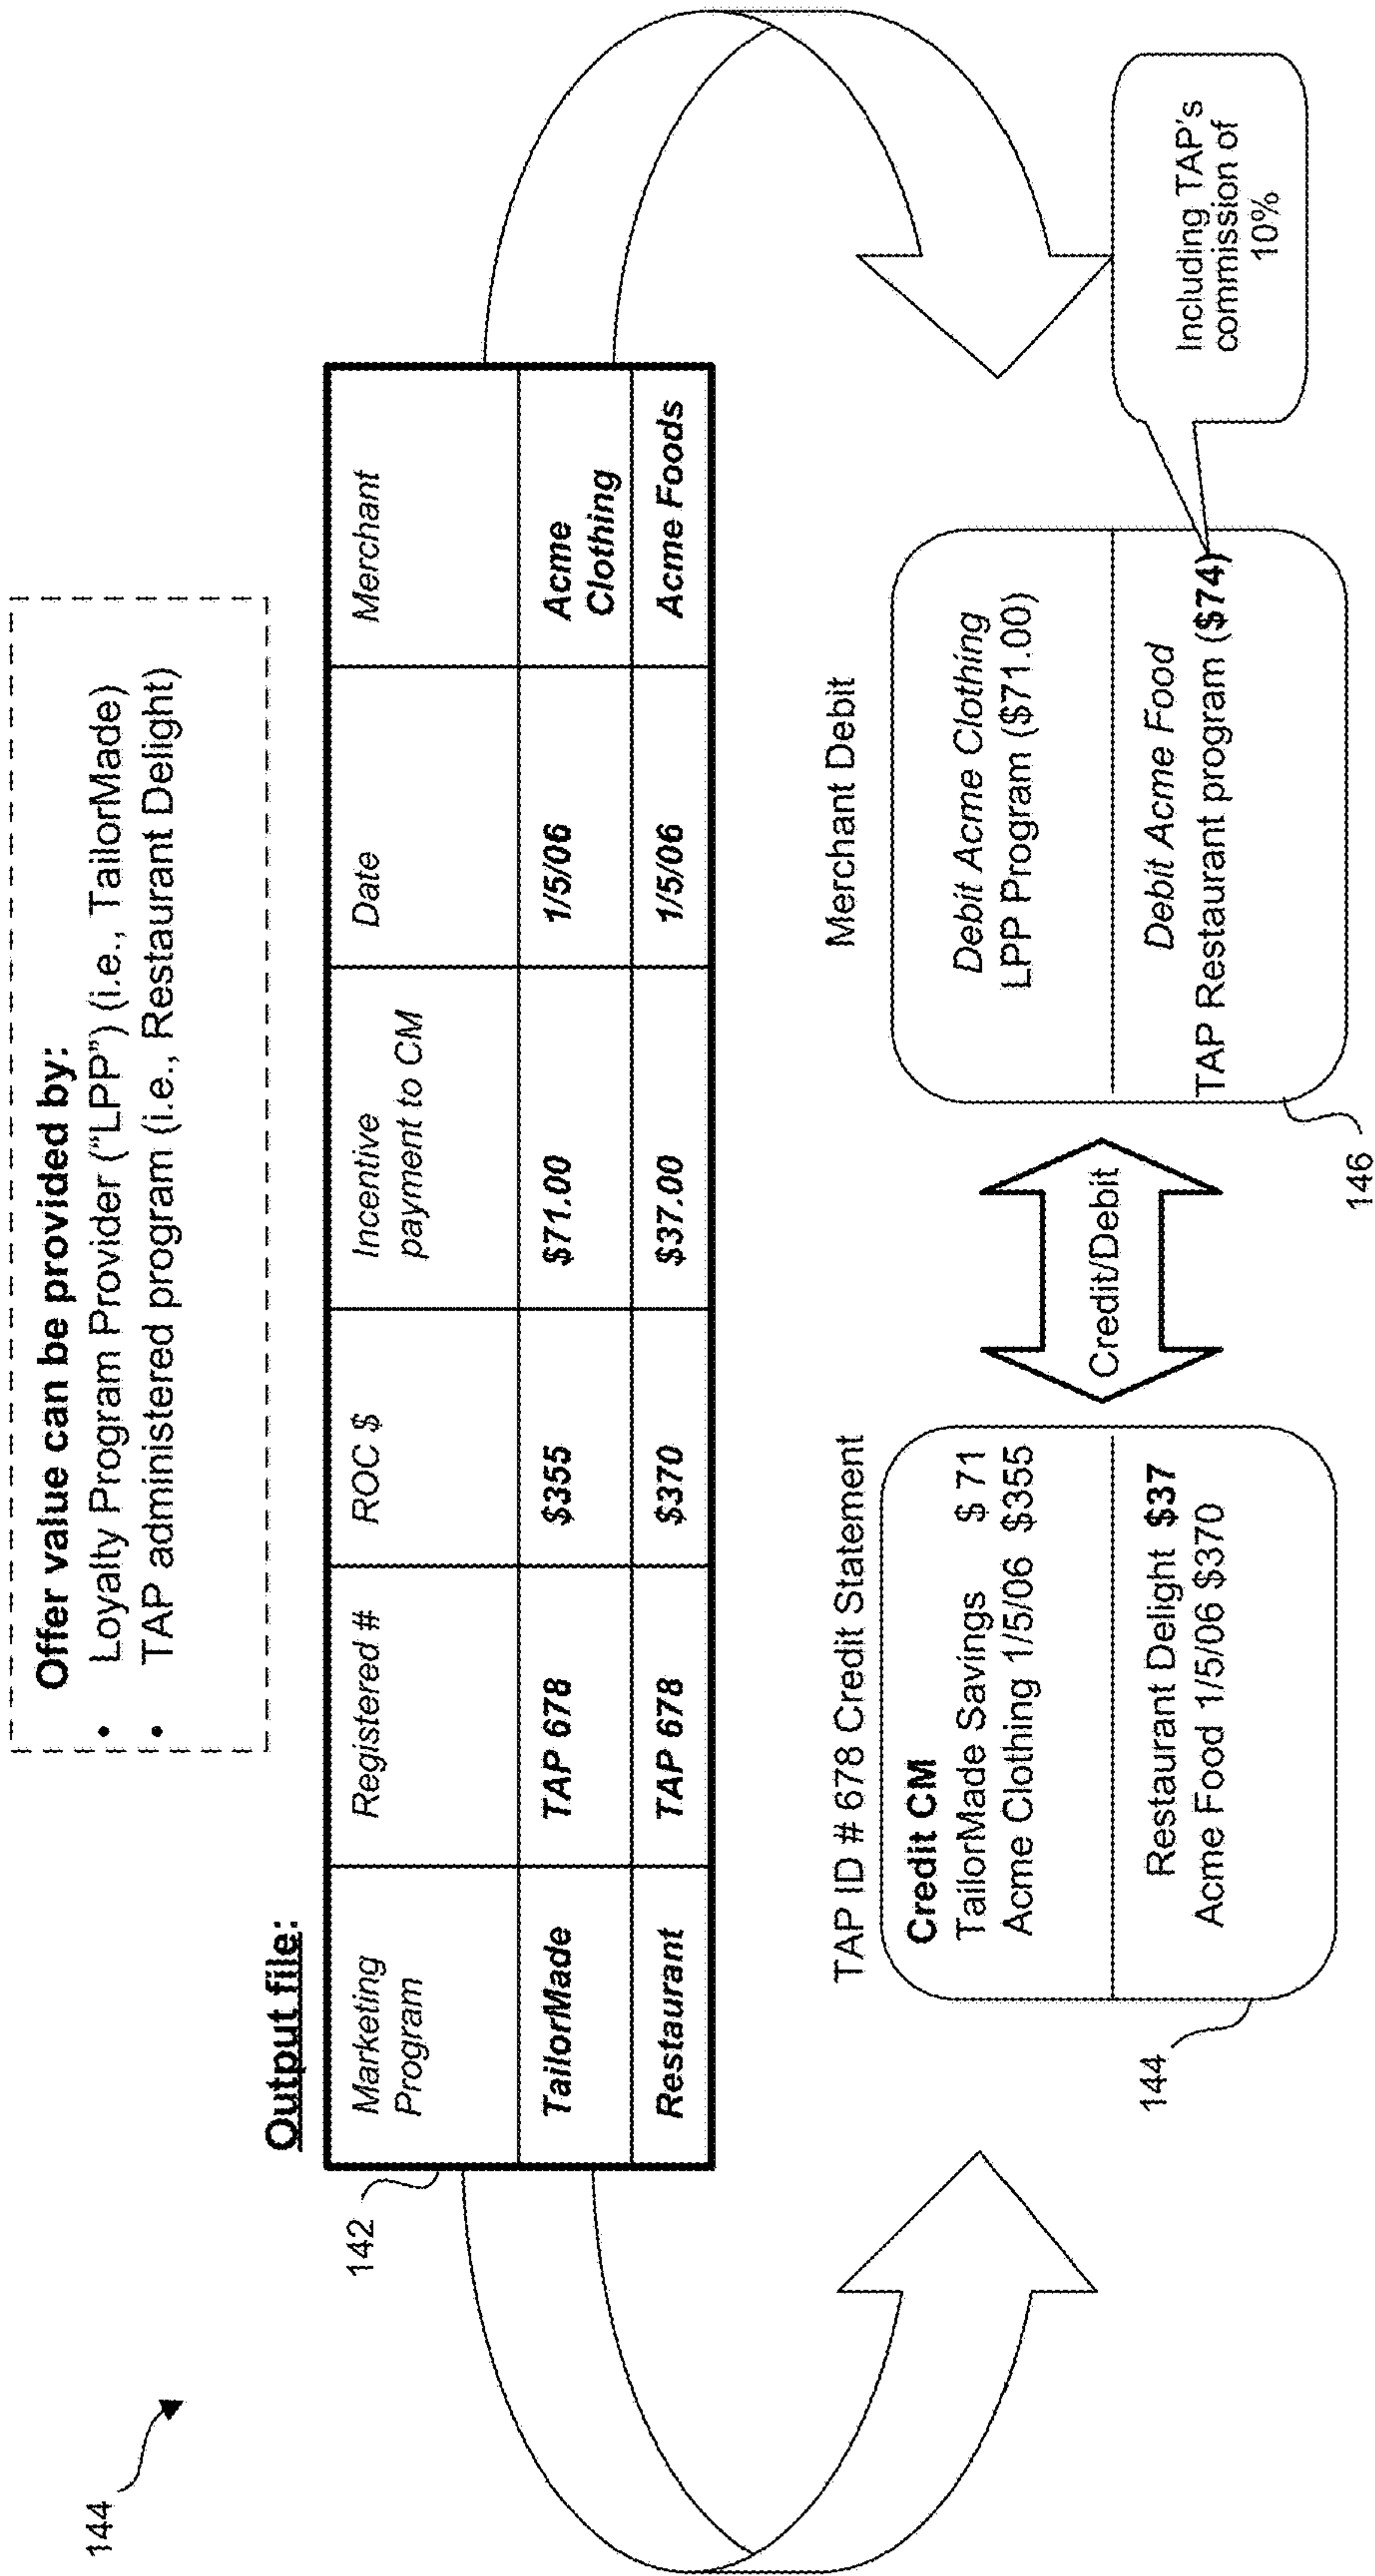 144
Offer value can be provided by:
• Loyalty Program Provider ("LPP") (i.e., TailorMade)
• TAP administered program (i.e., Restaurant Delight)
Output file:
142
Marketing Program Registered # ROC $ Incentive payment to CM Date Merchant
TailorMade TAP 678 $355 $71.00 1/5/06 Acme Clothing
Restaurant TAP 678 $370 $37.00 1/5/06 Acme Foods
TAP ID # 678 Credit Statement
Credit CM
TailorMade Savings $ 71
Acme Clothing 1/5/06 $355
Restaurant Delight $37
Acme Food 1/5/06 $370
144
Credit/Debit
Merchant Debit
Debit Acme Clothing
LPP Program ($71.00)
Debit Acme Food
TAP Restaurant program ($74)
146
Including TAP's
commission of
10%